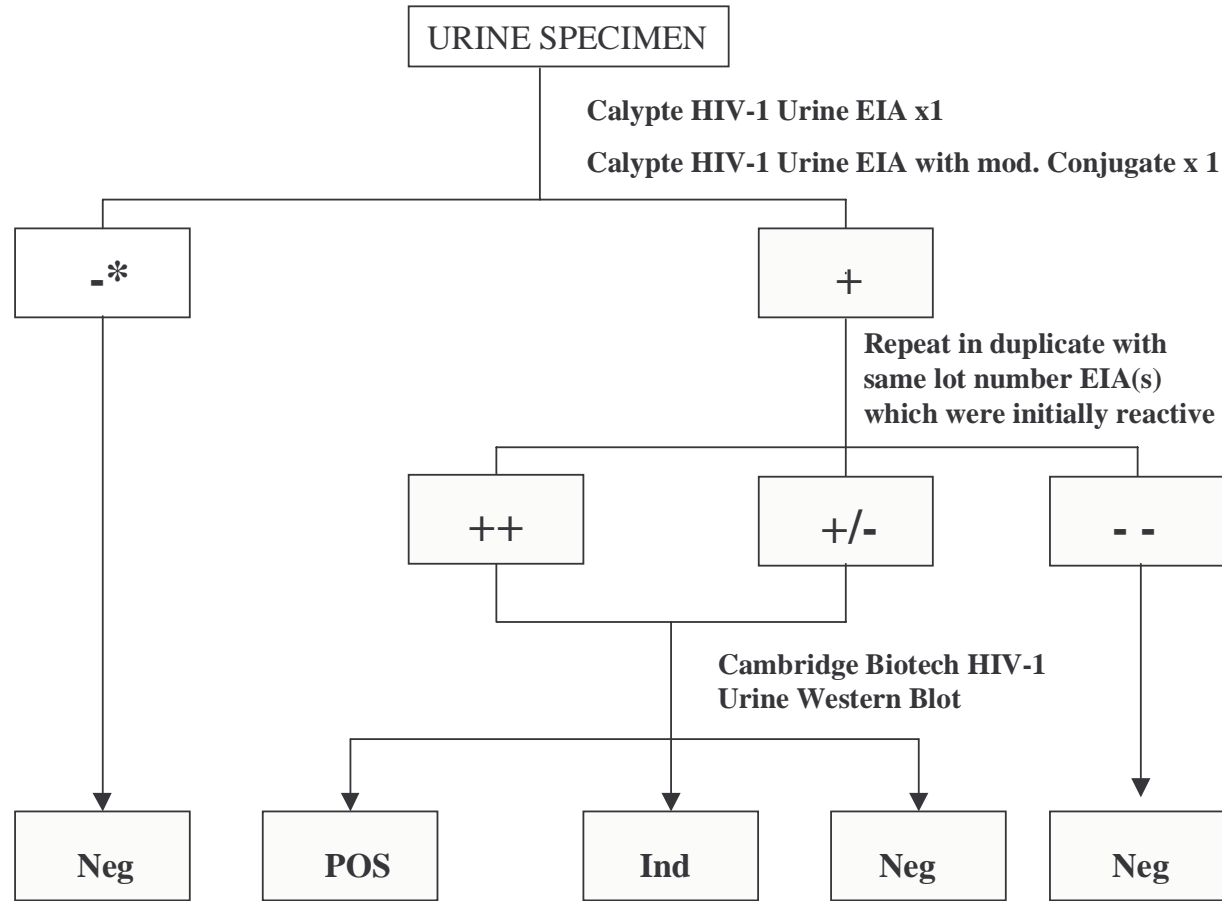 URINE SPECIMEN
Calypte HIV-1 Urine EIA x1
Calypte HIV-1 Urine EIA with mod. Conjugate x 1
-*
+
Repeat in duplicate with
same lot number EIA(s)
which were initially reactive
++
+/-
- -
Cambridge Biotech HIV-1
Urine Western Blot
Neg
POS
Ind
Neg
Neg